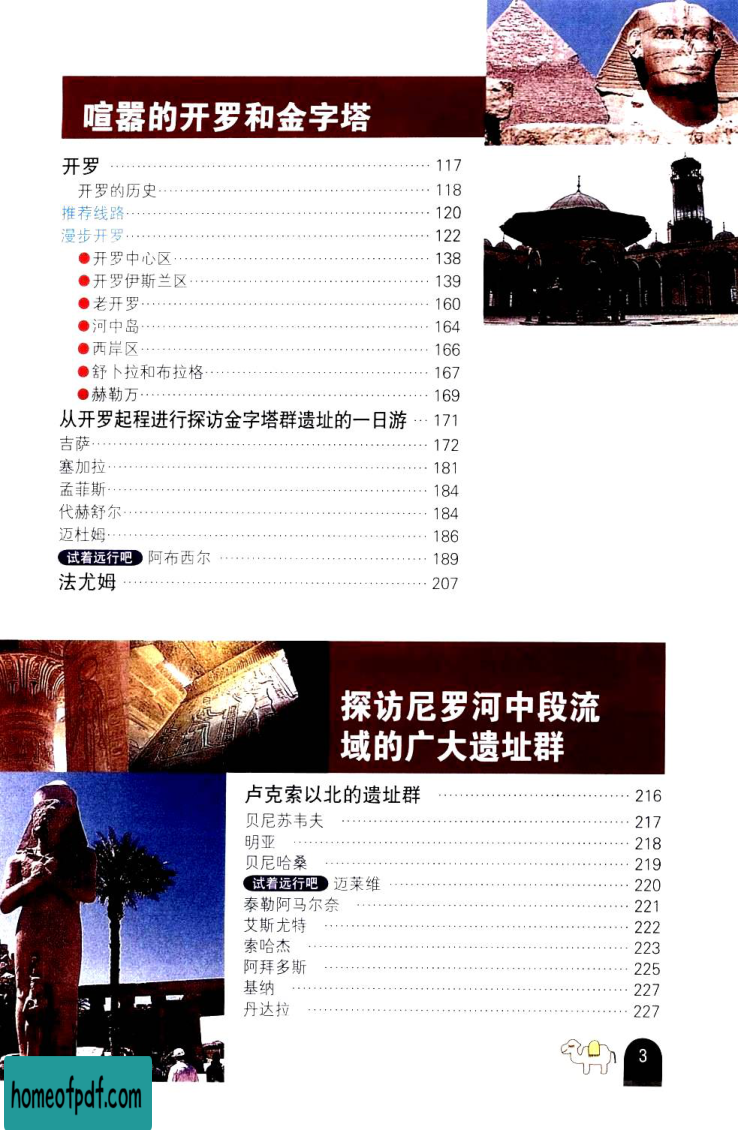 喧嚣的开罗和金字塔
开罗 117
开罗的历史 118
推荐线路 120
漫步开罗 122
●开罗中心区 138
●开罗伊斯兰区 139
●老开罗 160
●河中岛 164
●西岸区 166
●舒卜拉和布拉格 167
●赫勒万 169
从开罗起程进行探访金字塔群遗址的一日游 171
吉萨 172
塞加拉 181
孟菲斯 184
代赫舒尔 184
迈杜姆 186
试着远行吧 阿布西尔 189
法尤姆 207
探访尼罗河中段流
域的广大遗址群
卢克索以北的遗址群 216
贝尼苏韦夫 217
明亚 218
贝尼哈桑 219
试着远行吧 迈莱维 220
泰勒阿马尔奈 221
艾斯尤特 222
索哈杰 223
阿拜多斯 225
基纳 227
丹达拉 227
3
homeofpdf.com